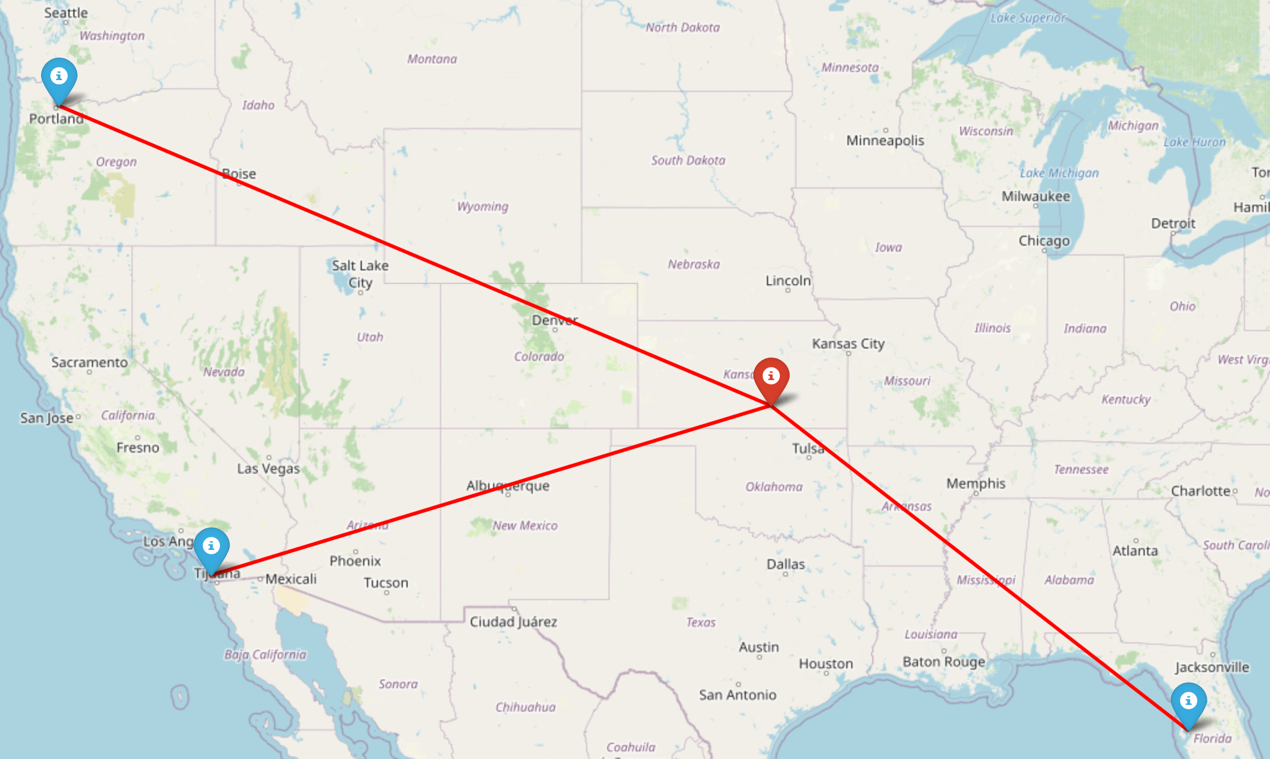 Seattle
Washington
Lake Superior
North Dakota
Montana
Minnesota
Idaho
Portland
Michigan
Wisconsin
Minneapolis
Lake Huron
Oregon
South Dakota
Boise
Lake Michigan
Tor
Milwaukee
Hamil
Wyoming
Detroit
Chicago
Iowa
Salt Lake
City
Nebraska
Lincoln
Ohio
Denver
Illinois
Indiana
Utah
Kansas City
Colorado
Sacramento
Nevada
Kansas
West Virg
Missouri
Kentucky
San Jose
California
Fresno
Tulsa
Las Vegas
Tennessee
Albuquerque
Oklahoma
Memphis
Charlotte
No
Arkansas
Arizona
New Mexico
Los Ang
Atlanta
South Carol
Phoenix
Dallas
Tijuana
Mexicali
Tucson
Mississippi
Alabama
Ciudad Juárez
Texas
Louisiana
Baja California
Austin
Houston
Baton Rouge
Jacksonville
Sonora
San Antonio
Chihuahua
Florida
Coahuila